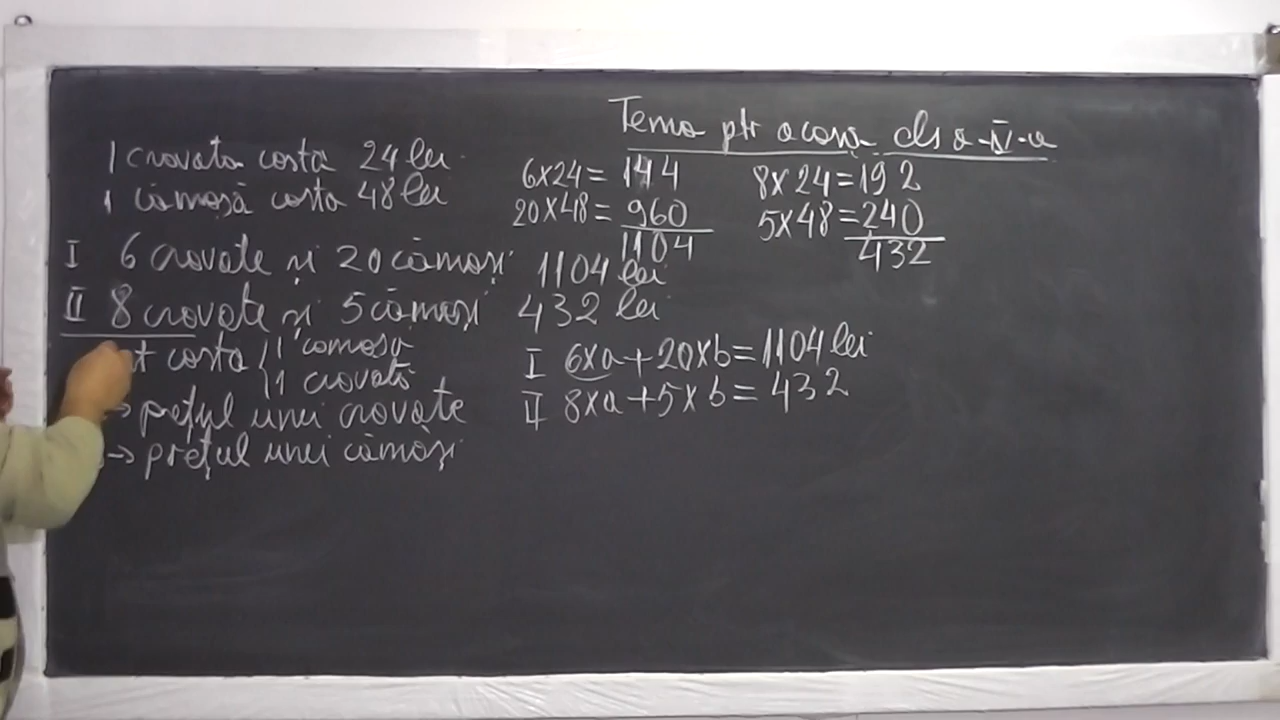 Tema ptr acasă cls a-IV-a
1 cravată costă 24 lei
1 cămașă costă 48 lei
6x24= 144
20x48= 960
1104
8x24=192
5x48=240
432
I 6 cravate și 20 cămăși 1104 lei
II 8 cravate și 5 cămăși 432 lei
costă { 1 cămașă
1 cravată
→ prețul unei cravate
→ prețul unei cămăși
I 6xa+20xb=1104 lei
II 8xa+5xb=432